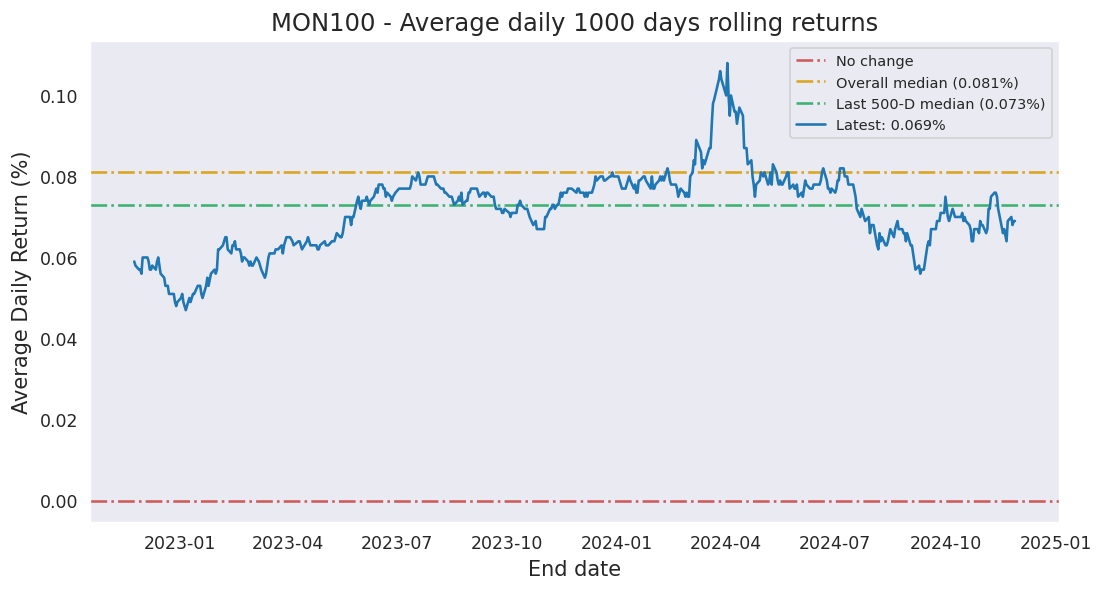 MON100 - Average daily 1000 days rolling returns
No change
Overall median (0.081%)
Last 500-D median (0.073%)
Latest: 0.069%
Average Daily Return (%)
0.10
0.08
0.06
0.04
0.02
0.00
2023-01 2023-04 2023-07 2023-10 2024-01 2024-04 2024-07 2024-10 2025-01
End date